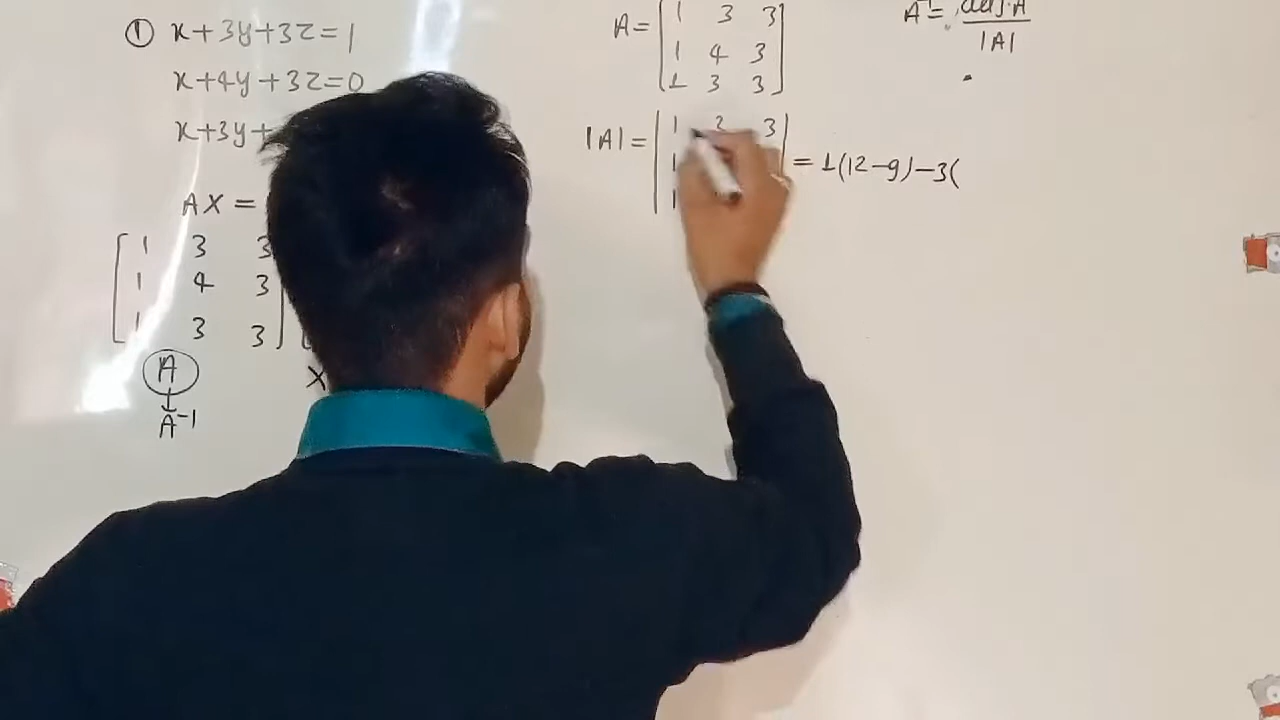 ① x+3y+3z=1
x+4y+3z=0
x+3y+
AX =
1 3 3
1 4 3
1 3 3
A
X
A⁻¹
A= 1 3 3
1 4 3
1 3 3
|A|= 1 3 3 = 1(12-9)-3(
1
1
A⁻¹= adj.A
|A|